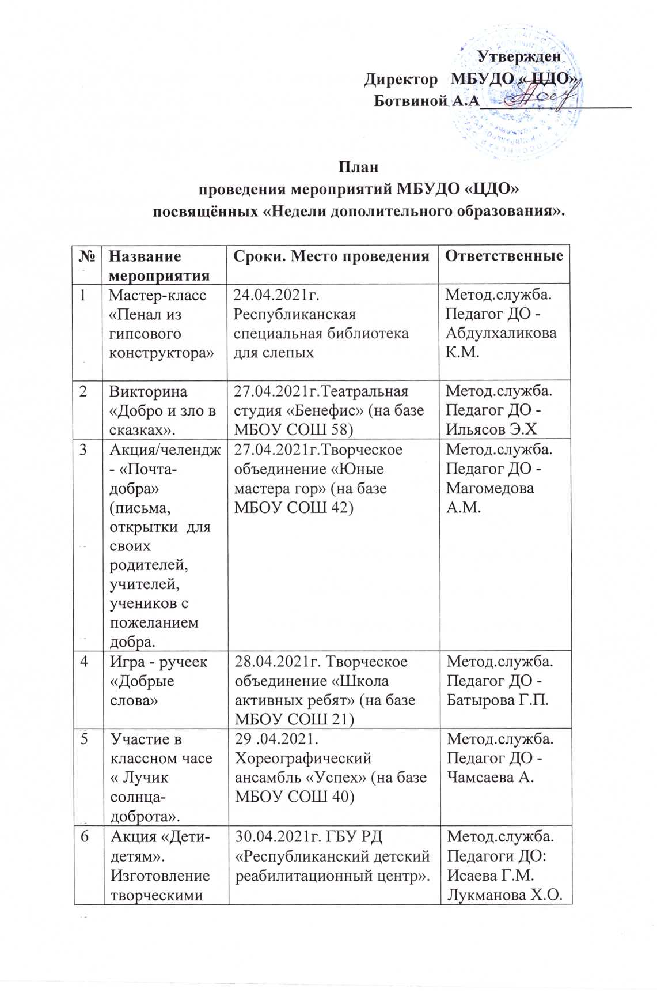 Утвержден
Директор МБУДО « ЦДО»
Ботвиной А.А
План
проведения мероприятий МБУДО «ЦДО»
посвящённых «Недели дополительного образования».
№ Название мероприятия Сроки. Место проведения Ответственные
1
Мастер-класс
«Пенал из
гипсового
конструктора»
24.04.2021г.
Республиканская
специальная библиотека
для слепых
Метод.служба.
Педагог ДО -
Абдулхаликова
К.М.
2
Викторина
«Добро и зло в
сказках».
27.04.2021г.Театральная
студия «Бенефис» (на базе
МБОУ СОШ 58)
Метод.служба.
Педагог ДО -
Ильясов Э.Х
3
Акция/челендж
- «Почта-
добра»
(письма,
открытки для
своих
родителей,
учителей,
учеников с
пожеланием
добра.
27.04.2021г.Творческое
объединение «Юные
мастера гор» (на базе
МБОУ СОШ 42)
Метод.служба.
Педагог ДО -
Магомедова
А.М.
4
Игра - ручеек
«Добрые
слова»
28.04.2021г. Творческое
объединение «Школа
активных ребят» (на базе
МБОУ СОШ 21)
Метод.служба.
Педагог ДО -
Батырова Г.П.
5
Участие в
классном часе
« Лучик
солнца-
доброта».
29 .04.2021.
Хореографический
ансамбль «Успех» (на базе
МБОУ СОШ 40)
Метод.служба.
Педагог ДО -
Чамсаева А.
6
Акция «Дети-
детям».
Изготовление
творческими
30.04.2021г. ГБУ РД
«Республиканский детский
реабилитационный центр».
Метод.служба.
Педагоги ДО:
Исаева Г.М.
Лукманова Х.О.